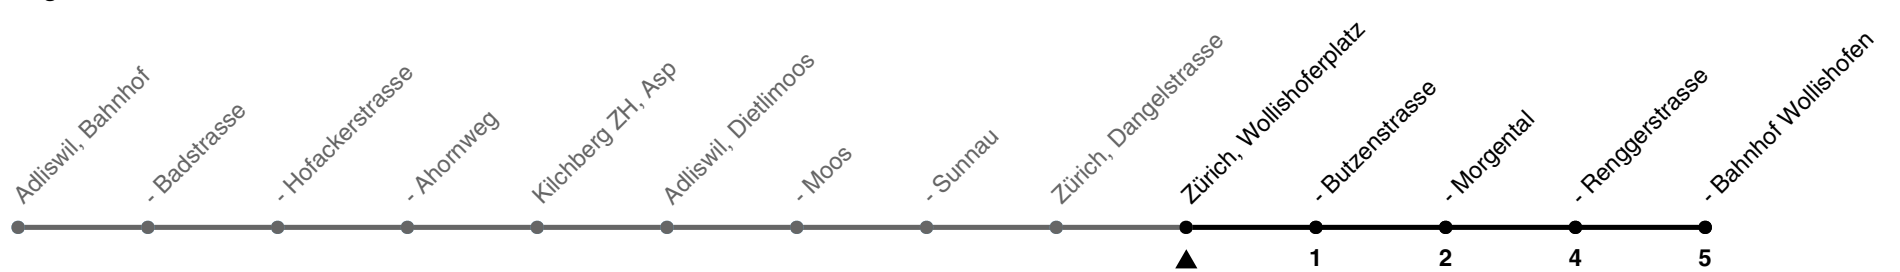 Adliswil, Bahnhof
- Badstrasse
- Hofackerstrasse
- Ahornweg
Kilchberg ZH, Asp
Adliswil, Dietlimoos
- Moos
- Sunnau
Zürich, Dangelstrasse
Zürich, Wollishoferplatz
- Butzenstrasse
- Morgental
- Renggerstrasse
- Bahnhof Wollishofen
1 2 4 5